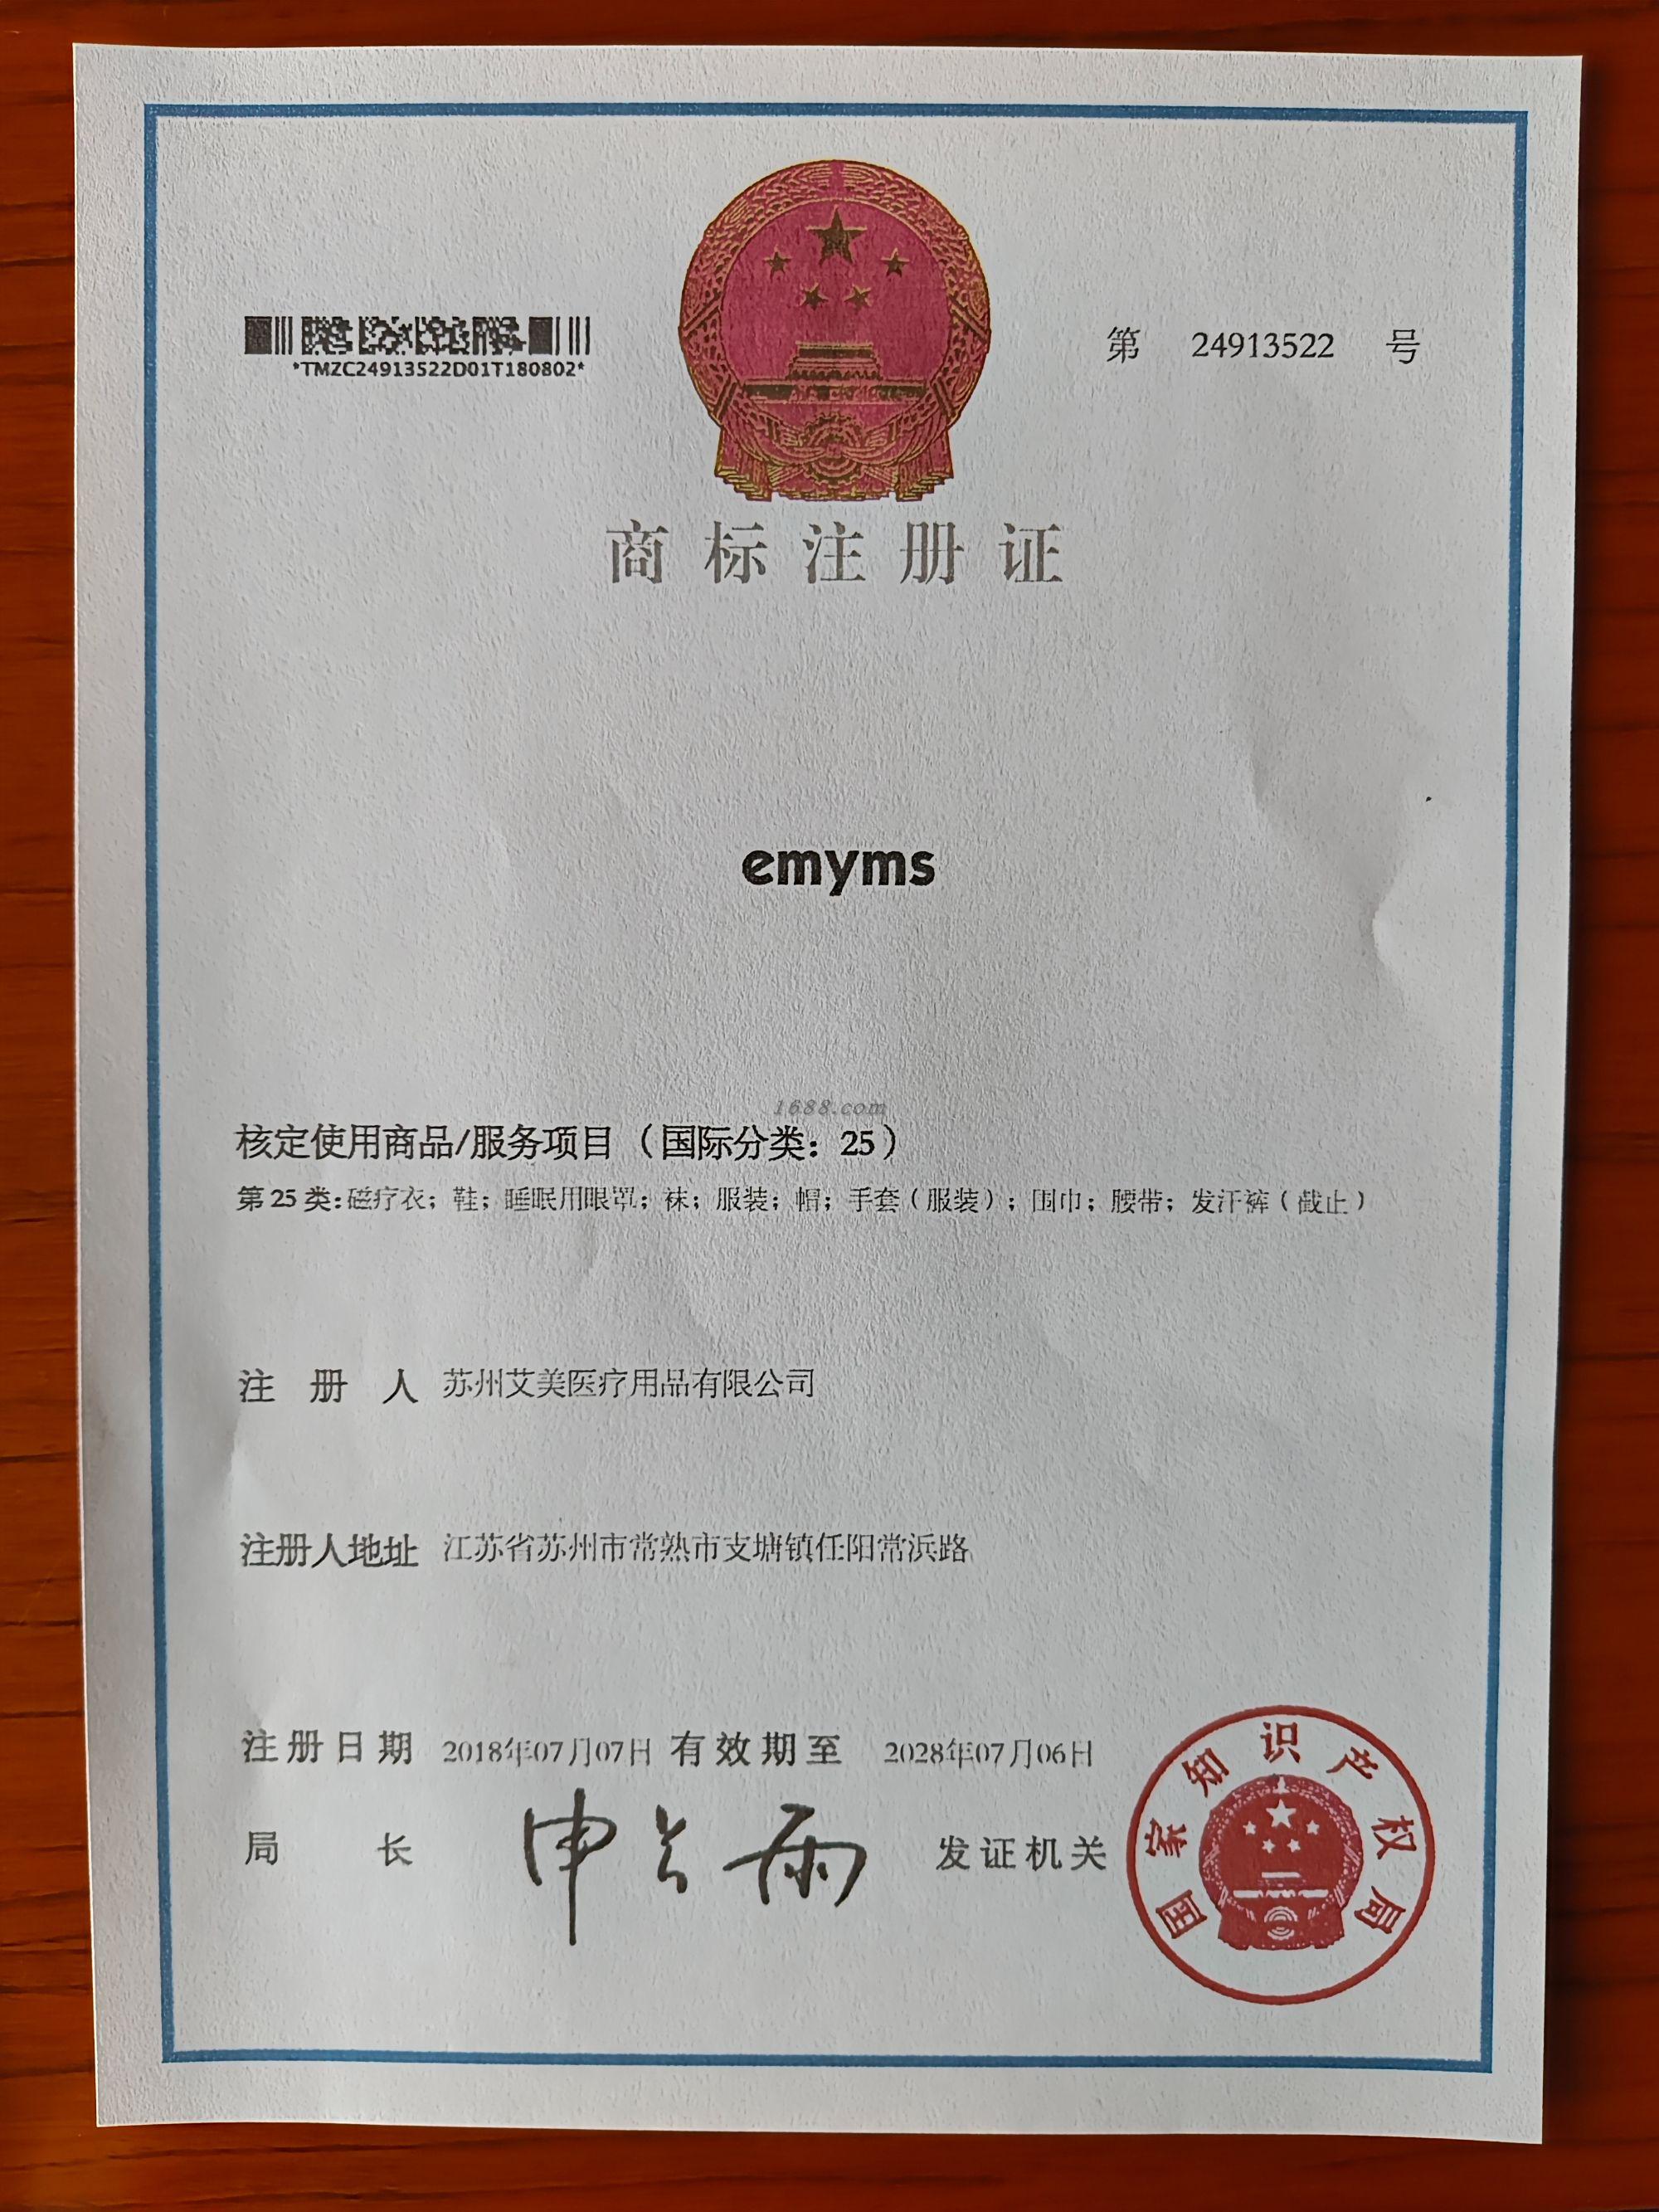 *TMZC24913522D01T180802*
第 24913522 号
商标注册证
emyms
1688.com
核定使用商品/服务项目（国际分类：25）
第25类:磁疗衣；鞋；睡眠用眼罩；袜；服装；帽；手套（服装）；围巾；腰带；发汗裤（截止）
注册人 苏州艾美医疗用品有限公司
注册人地址 江苏省苏州市常熟市支塘镇任阳常浜路
注册日期 2018年07月07日 有效期至 2028年07月06日
局长 申长雨 发证机关
国家知识产权局